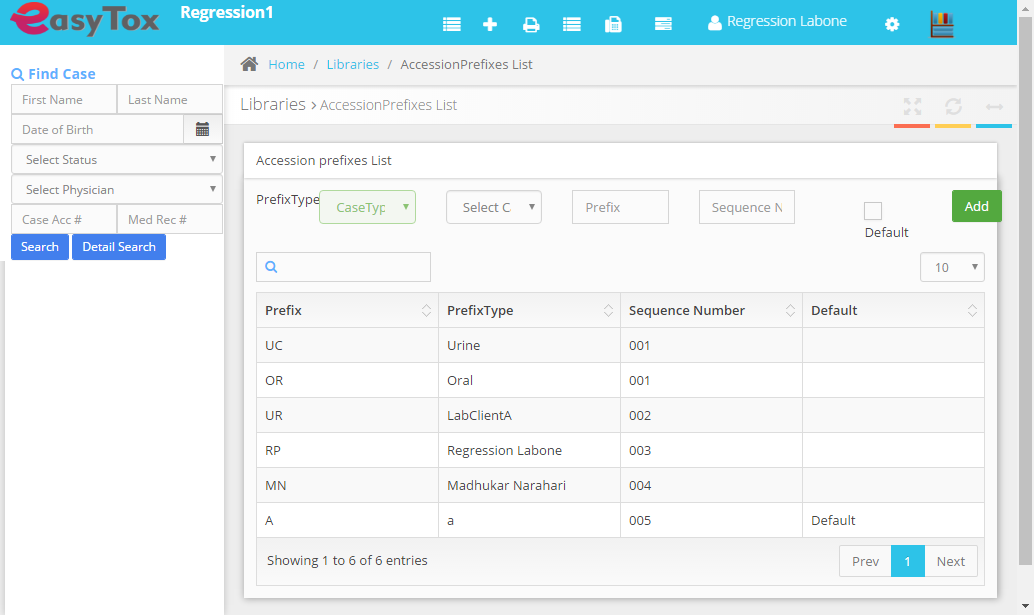 easyTox
Regression1
Regression Labone
Find Case
First Name Last Name
Date of Birth
Select Status
Select Physician
Case Acc # Med Rec #
Search Detail Search
Home / Libraries / AccessionPrefixes List
Libraries › AccessionPrefixes List
Accession prefixes List
PrefixType CaseTyp Select C Prefix Sequence N Default Add
10
Prefix PrefixType Sequence Number Default
UC Urine 001
OR Oral 001
UR LabClientA 002
RP Regression Labone 003
MN Madhukar Narahari 004
A a 005 Default
Showing 1 to 6 of 6 entries
Prev 1 Next